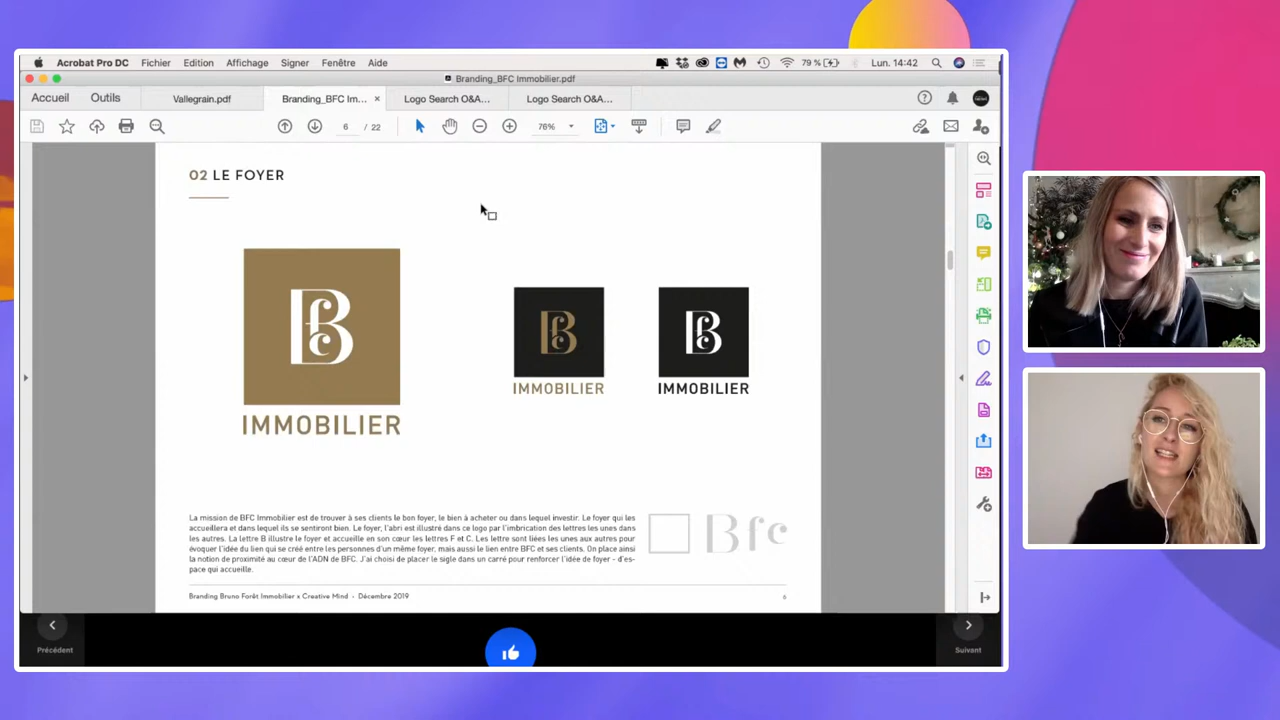 Acrobat Pro DC Fichier Edition Affichage Signer Fenêtre Aide 79 % Lun. 14:42
Branding_BFC Immobilier.pdf
Accueil Outils Vallegrain.pdf Branding_BFC Im... × Logo Search O&A... Logo Search O&A...
6 / 22 76%
02 LE FOYER
Bfc
IMMOBILIER
Bfc
IMMOBILIER
Bfc
IMMOBILIER
La mission de BFC Immobilier est de trouver à ses clients le bon foyer, le bien à acheter ou dans lequel investir. Le foyer qui les
accueillera et dans lequel ils se sentiront bien. Le foyer, l'abri est illustré dans ce logo par l'imbrication des lettres les unes dans
les autres. La lettre B illustre le foyer et accueille en son cœur les lettres F et C. Les lettre sont liées les unes aux autres pour
évoquer l'idée du lien qui se créé entre les personnes d'un même foyer, mais aussi le lien entre BFC et ses clients. On place ainsi
la notion de proximité au cœur de l'ADN de BFC. J'ai choisi de placer le sigle dans un carré pour renforcer l'idée de foyer - d'es-
pace qui accueille.
B f c
Branding Bruno Forêt Immobilier x Creative Mind - Décembre 2019 6
Précédent Suivant